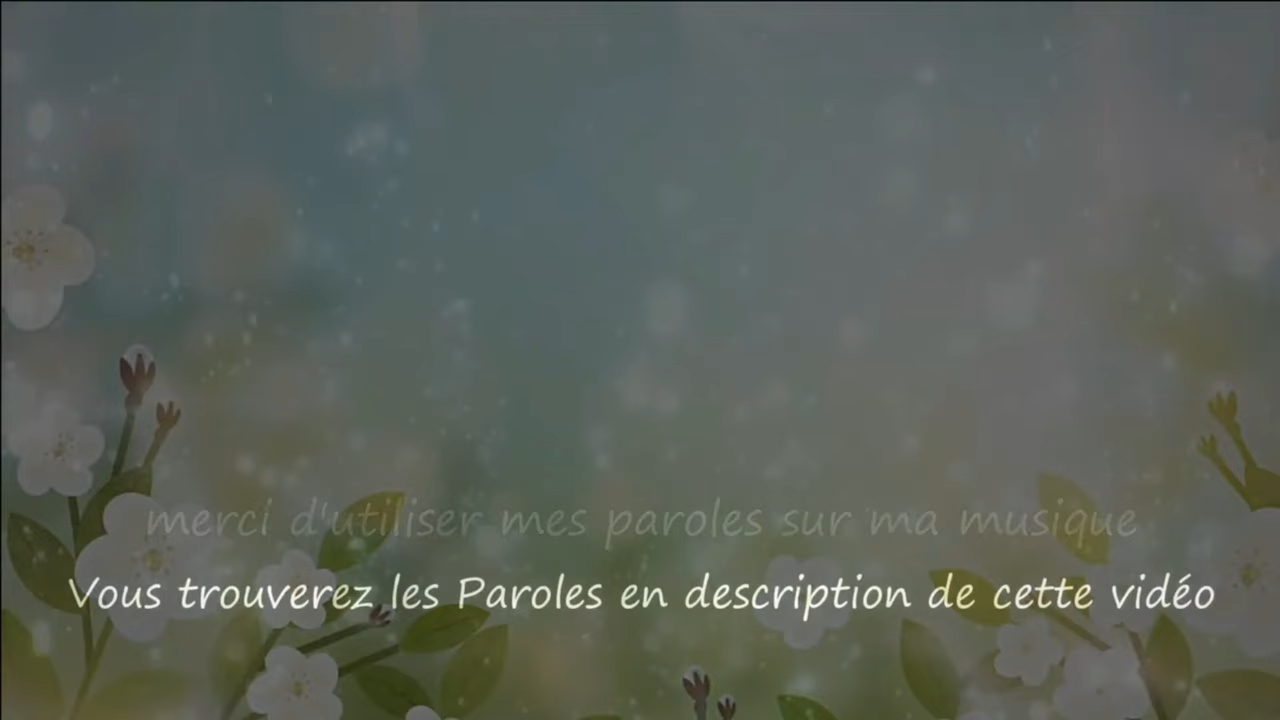 merci d'utiliser mes paroles sur ma musique
Vous trouverez les Paroles en description de cette vidéo